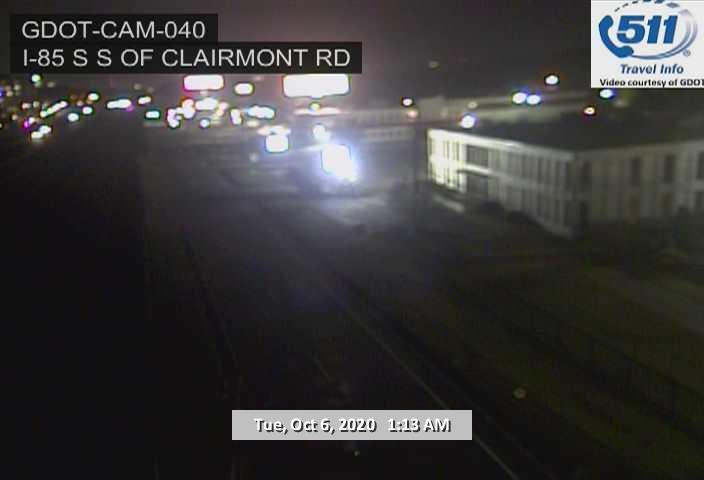 GDOT-CAM-040
I-85 S S OF CLAIRMONT RD
511
Travel Info
Video courtesy of GDOT
Tue, Oct 6, 2020 1:13 AM